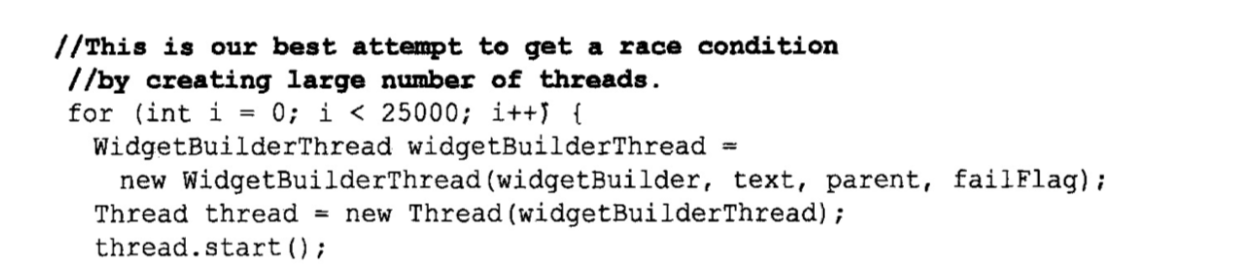 //This is our best attempt to get a race condition
//by creating large number of threads.
for (int i = 0; i < 25000; i++) {
WidgetBuilderThread widgetBuilderThread =
new WidgetBuilderThread(widgetBuilder, text, parent, failFlag);
Thread thread = new Thread(widgetBuilderThread);
thread.start();